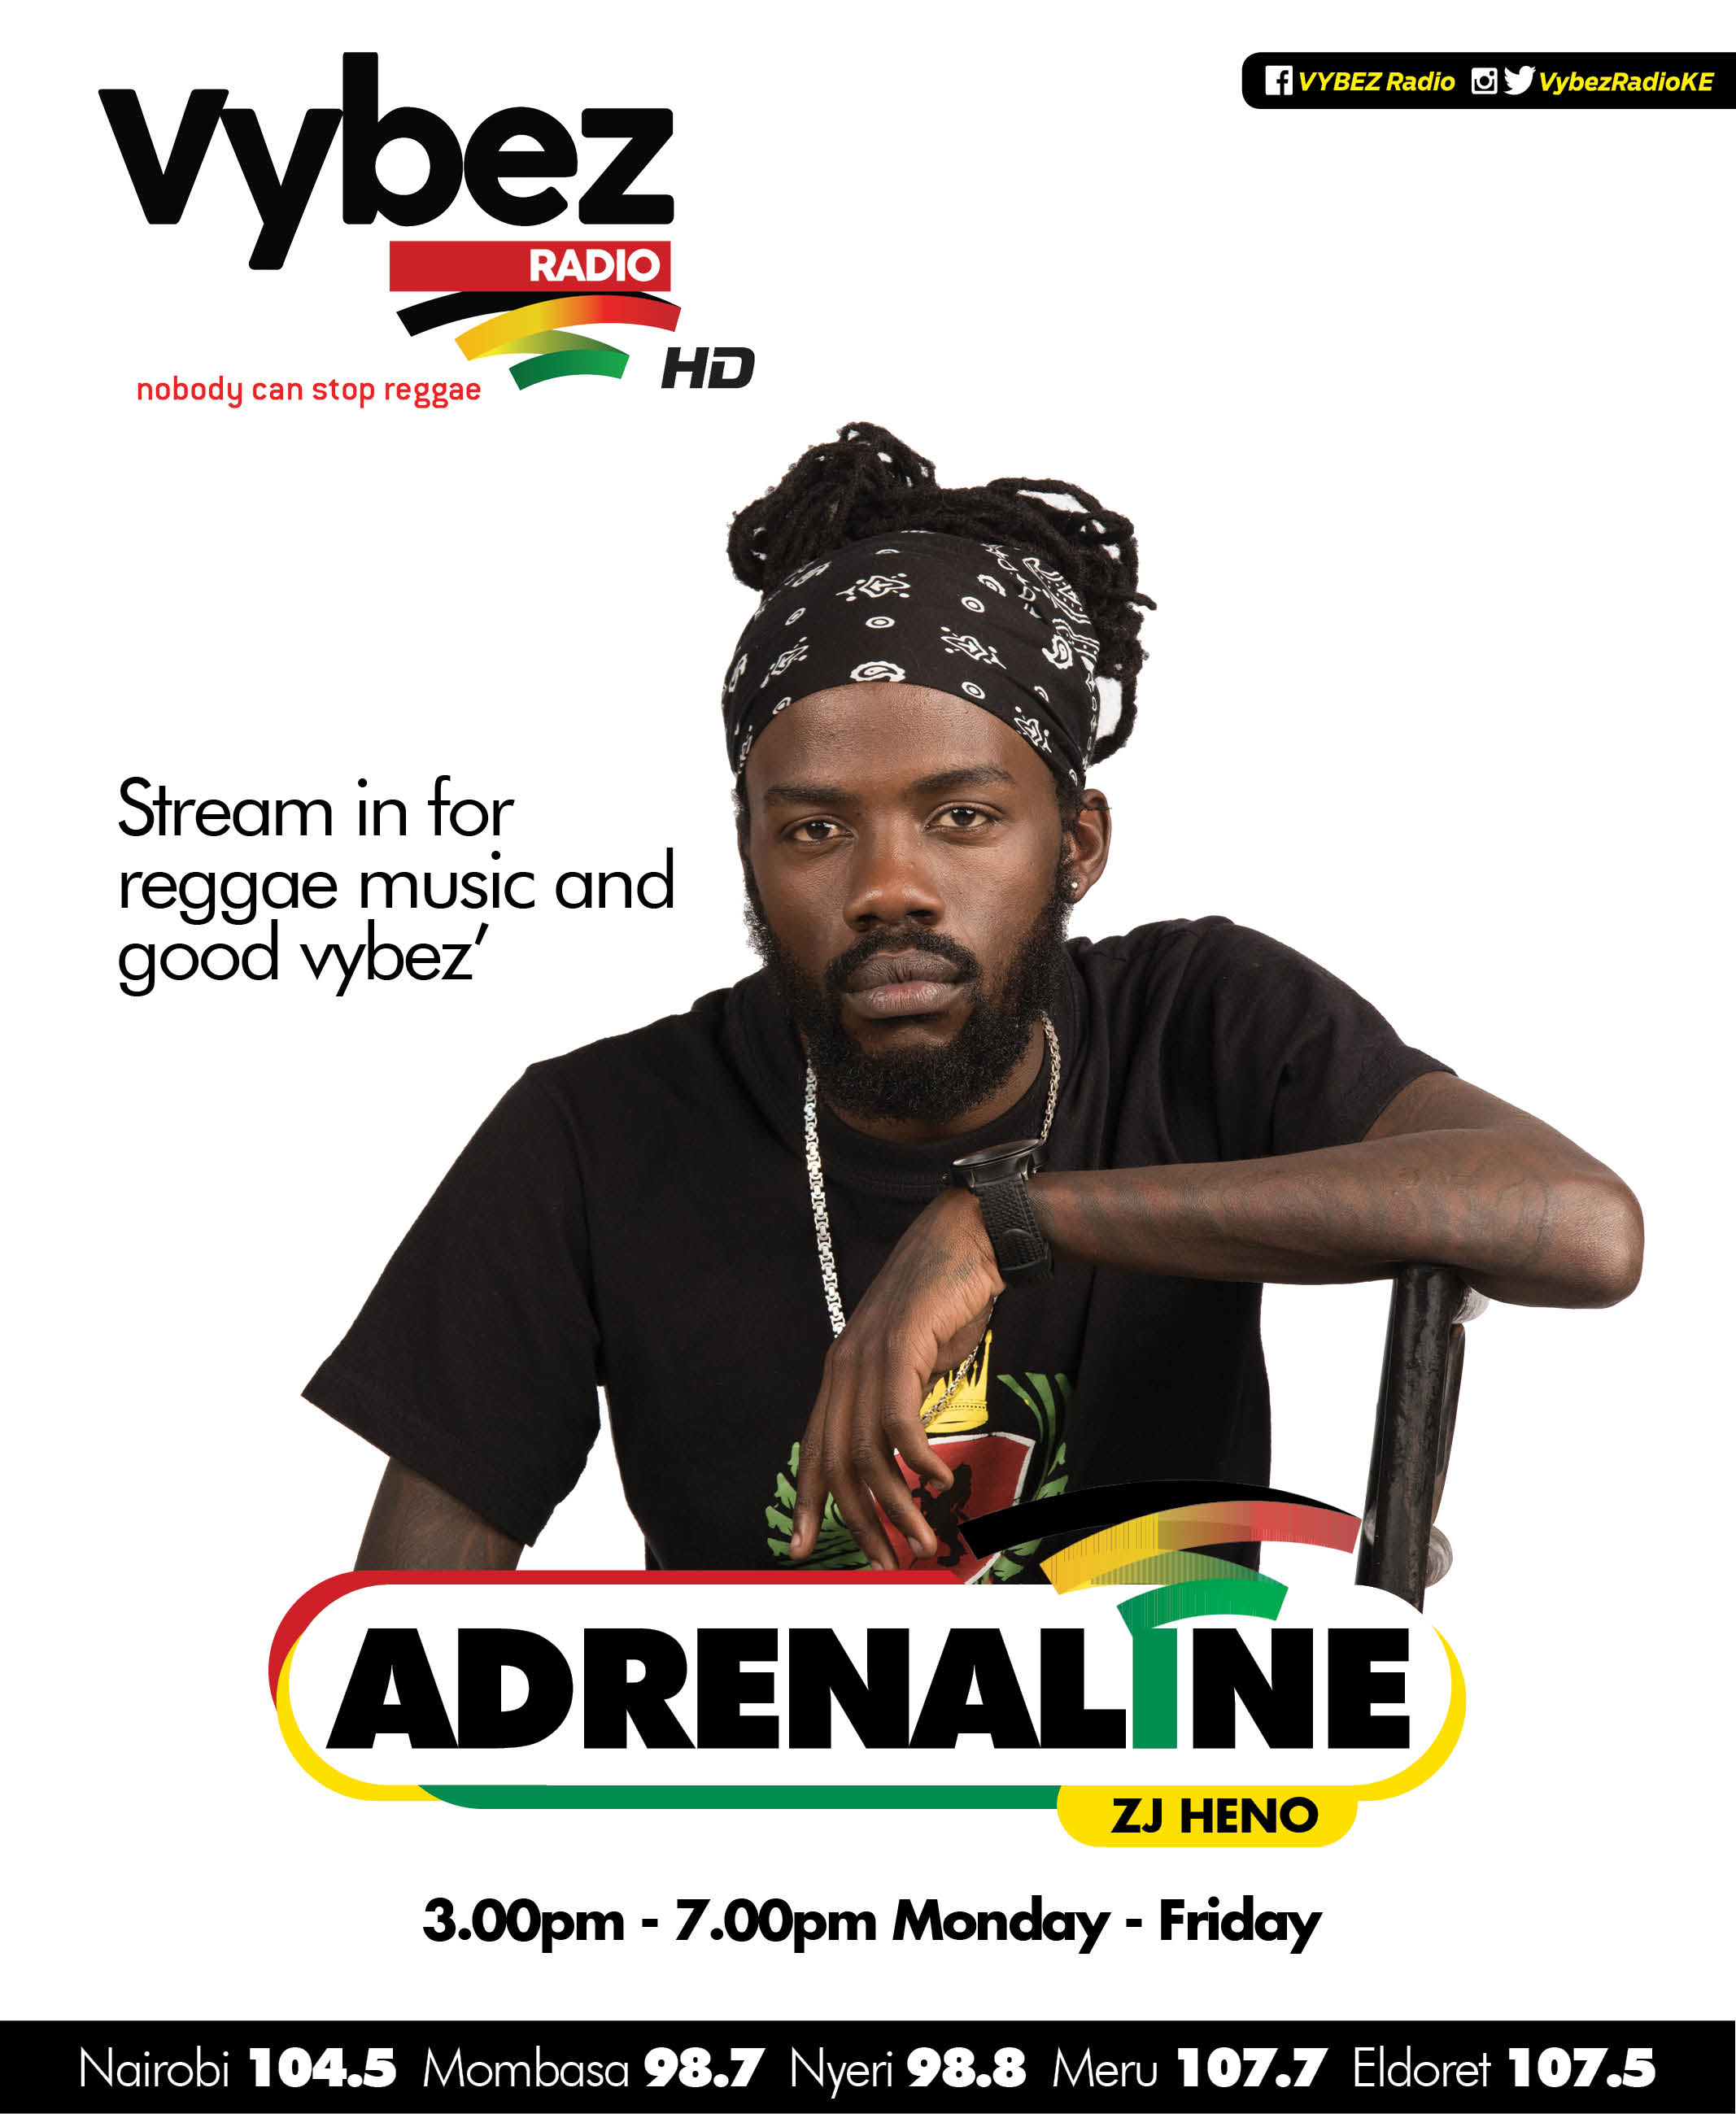 vybez
RADIO
HD
nobody can stop reggae
VYBEZ Radio VybezRadioKE
Stream in for
reggae music and
good vybez’
ADRENALINE
ZJ HENO
3.00pm - 7.00pm Monday - Friday
Nairobi 104.5 Mombasa 98.7 Nyeri 98.8 Meru 107.7 Eldoret 107.5